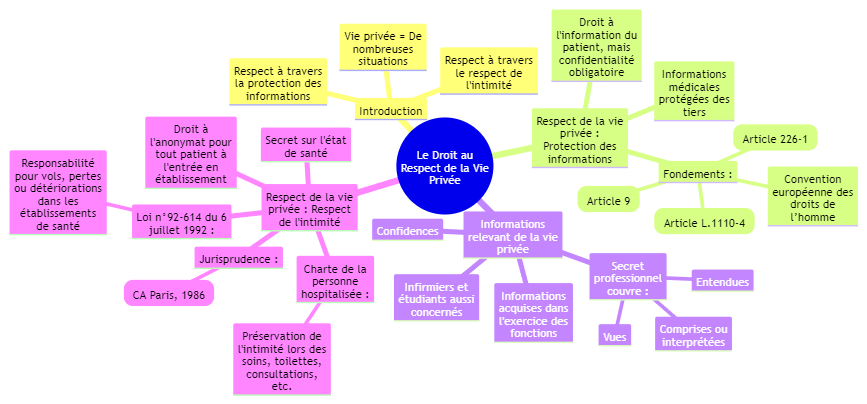 Le Droit au
Respect de la Vie
Privée
Introduction
Respect à travers
la protection des
informations
Vie privée = De
nombreuses
situations
Respect à travers
le respect de
l'intimité
Respect de la vie
privée :
Protection des
informations
Droit à
l'information du
patient, mais
confidentialité
obligatoire
Informations
médicales
protégées des
tiers
Fondements :
Article 226-1
Article 9
Article L.1110-4
Convention
européenne des
droits de
l’homme
Informations
relevant de la vie
privée
Confidences
Infirmiers et
étudiants aussi
concernés
Informations
acquises dans
l'exercice des
fonctions
Secret
professionnel
couvre :
Vues
Entendues
Comprises ou
interprétées
Respect de la vie
privée : Respect
de l'intimité
Secret sur l'état
de santé
Droit à
l'anonymat pour
tout patient à
l'entrée en
établissement
Loi n°92-614 du 6
juillet 1992 :
Responsabilité
pour vols, pertes
ou détériorations
dans les
établissements
de santé
Jurisprudence :
CA Paris, 1986
Charte de la
personne
hospitalisée :
Préservation de
l'intimité lors des
soins, toilettes,
consultations,
etc.